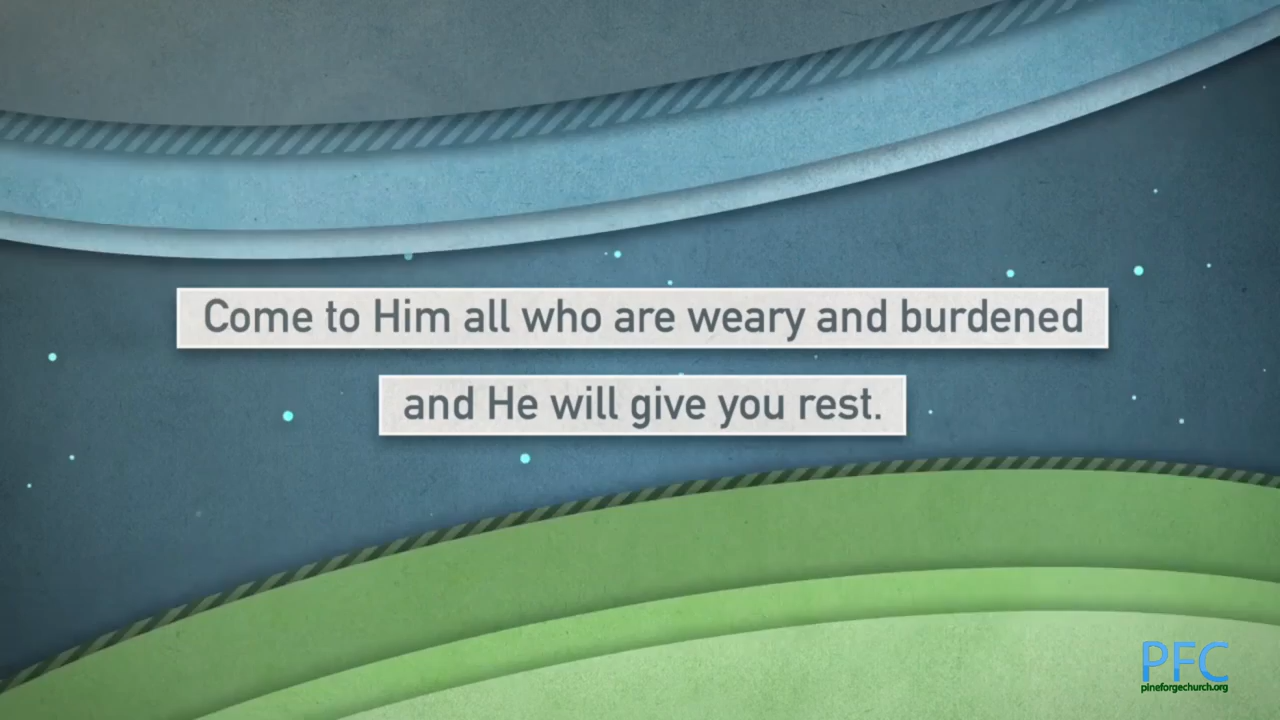 Come to Him all who are weary and burdened
and He will give you rest.
PFC
pineforgechurch.org